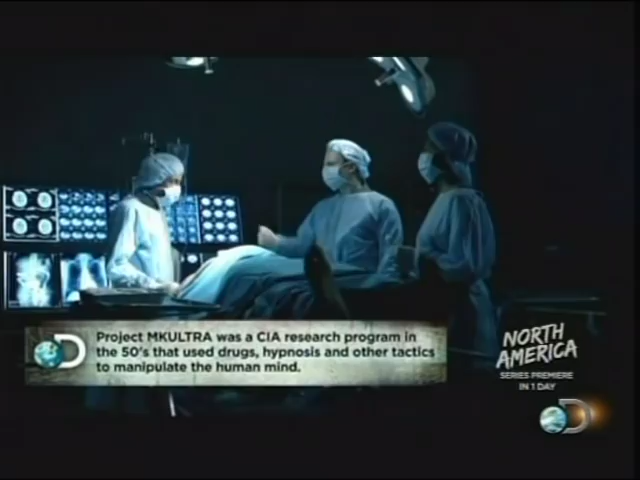 Project MKULTRA was a CIA research program in
the 50's that used drugs, hypnosis and other tactics
to manipulate the human mind.
NORTH
AMERICA
SERIES PREMIERE
IN 1 DAY